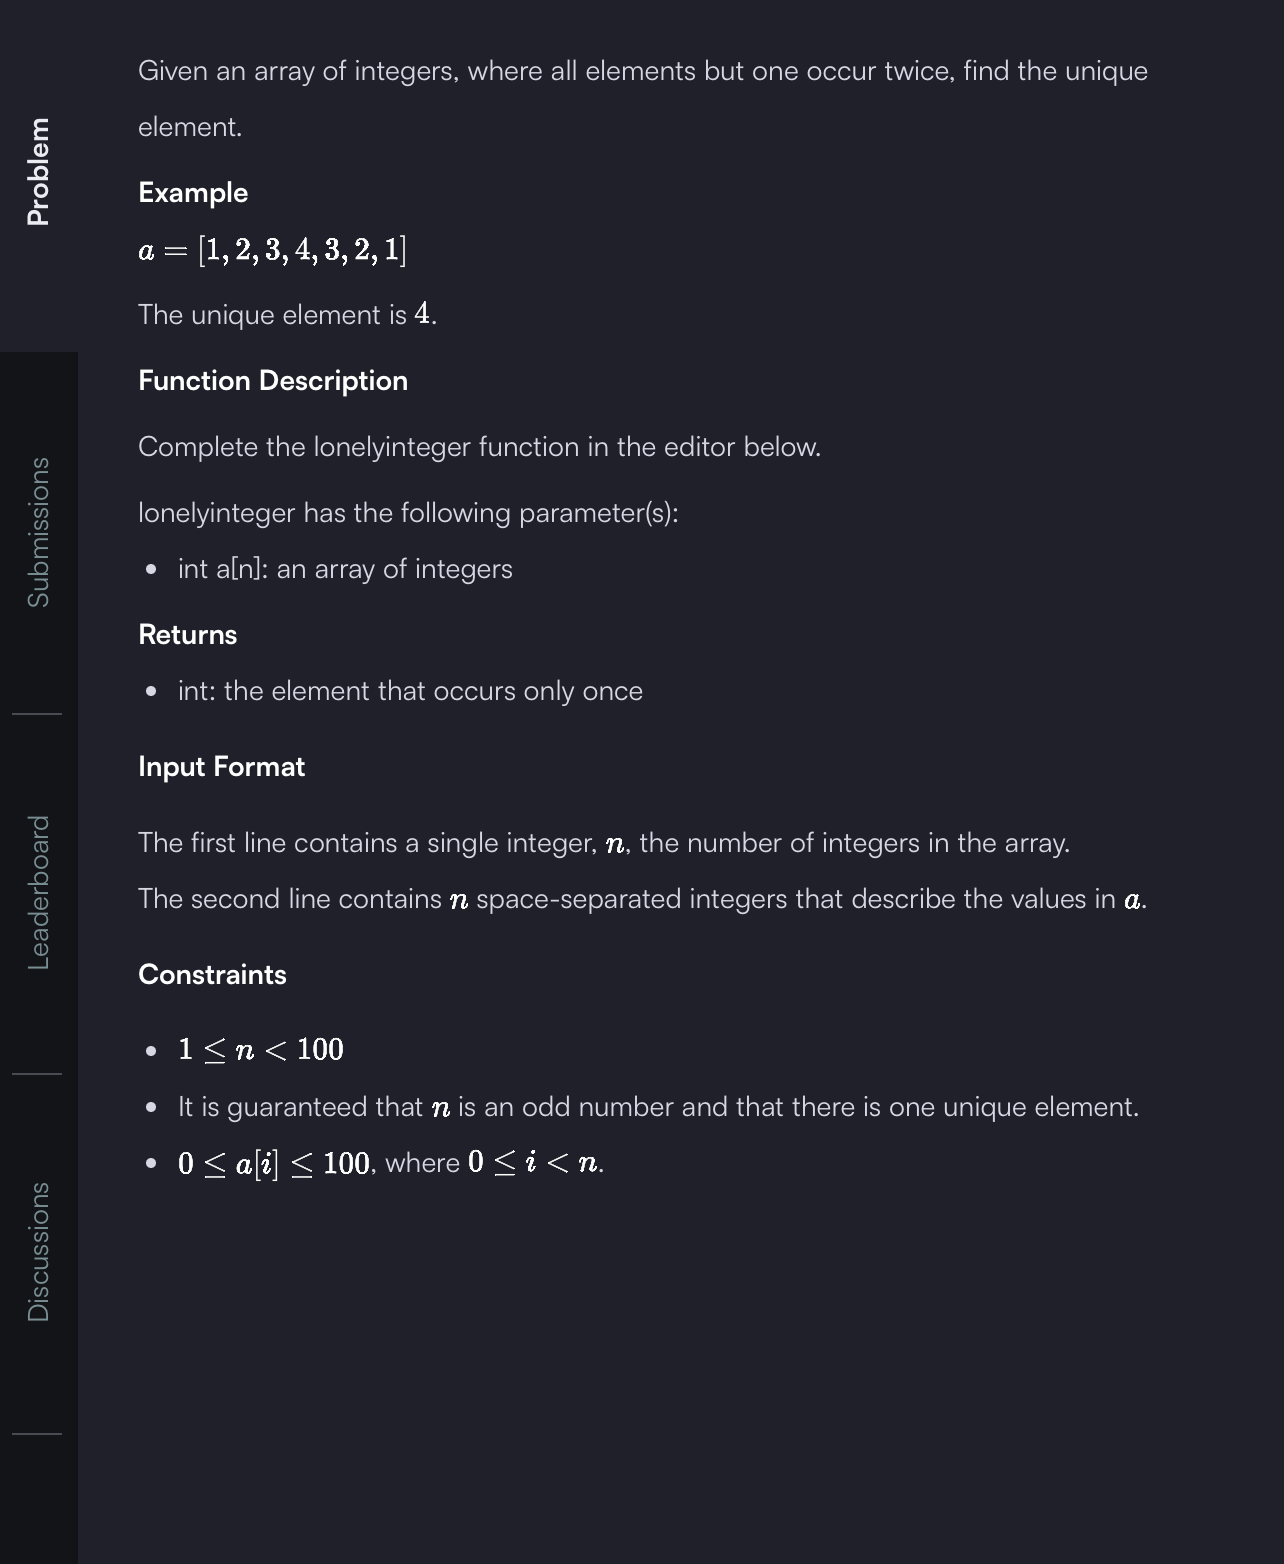 Problem
Submissions
Leaderboard
Discussions
Given an array of integers, where all elements but one occur twice, find the unique
element.
Example
a = [1, 2, 3, 4, 3, 2, 1]
The unique element is 4.
Function Description
Complete the lonelyinteger function in the editor below.
lonelyinteger has the following parameter(s):
• int a[n]: an array of integers
Returns
• int: the element that occurs only once
Input Format
The first line contains a single integer, n, the number of integers in the array.
The second line contains n space-separated integers that describe the values in a.
Constraints
• 1 ≤ n < 100
• It is guaranteed that n is an odd number and that there is one unique element.
• 0 ≤ a[i] ≤ 100, where 0 ≤ i < n.